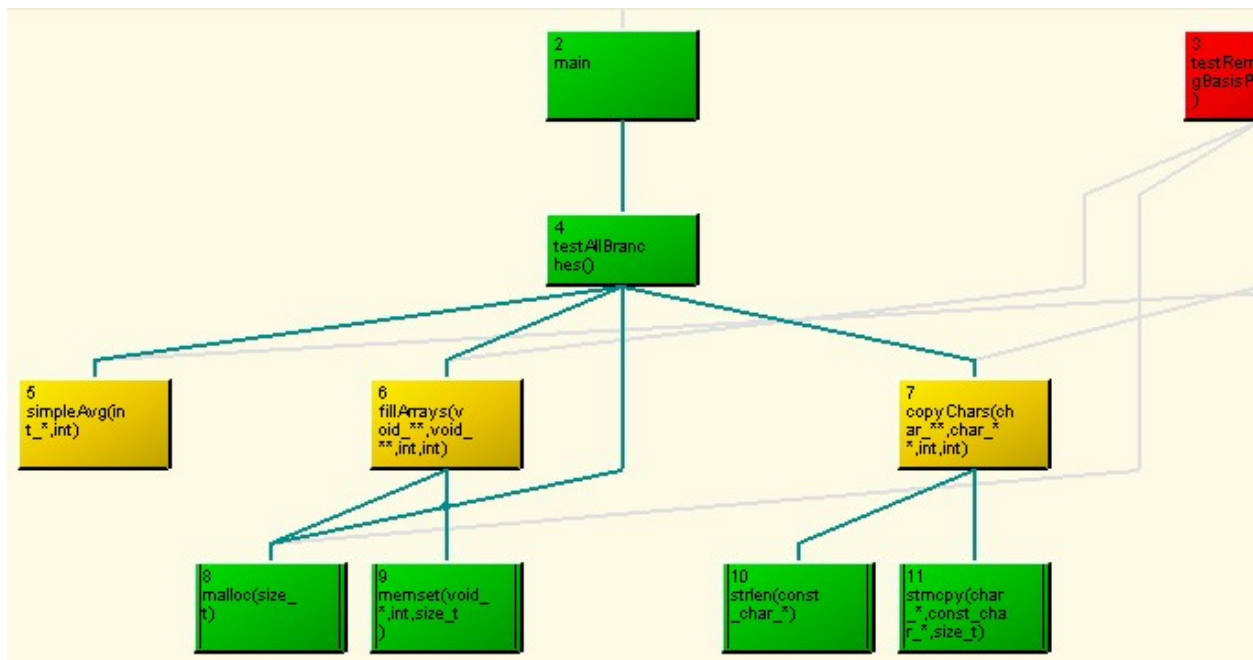 2
main
3
testRem
gBasisP
)
4
testAllBranc
hes()
5
simpleAvg(in
t_*,int)
6
fillArrays(v
oid_**,void_
**,int,int)
7
copyChars(ch
ar_**,char_*
*,int,int)
8
malloc(size_
t)
9
memset(void_
*,int,size_t
)
10
strlen(const
_char_*)
11
strncpy(char
_*,const_cha
r_*,size_t)